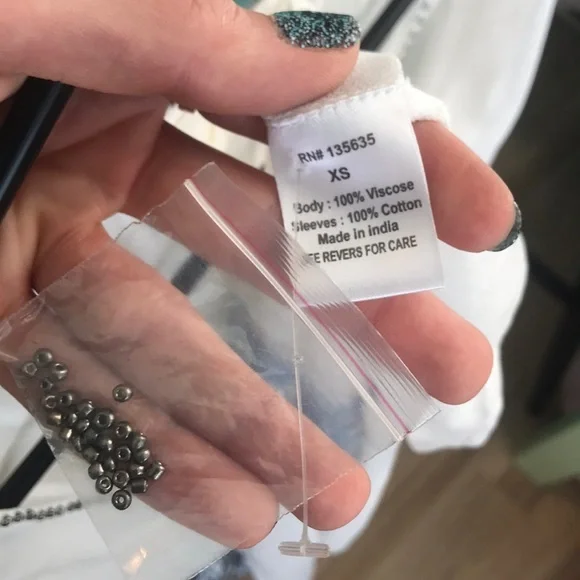 RN# 135635
XS
Body : 100% Viscose
Sleeves : 100% Cotton
Made in india
REVERS FOR CARE